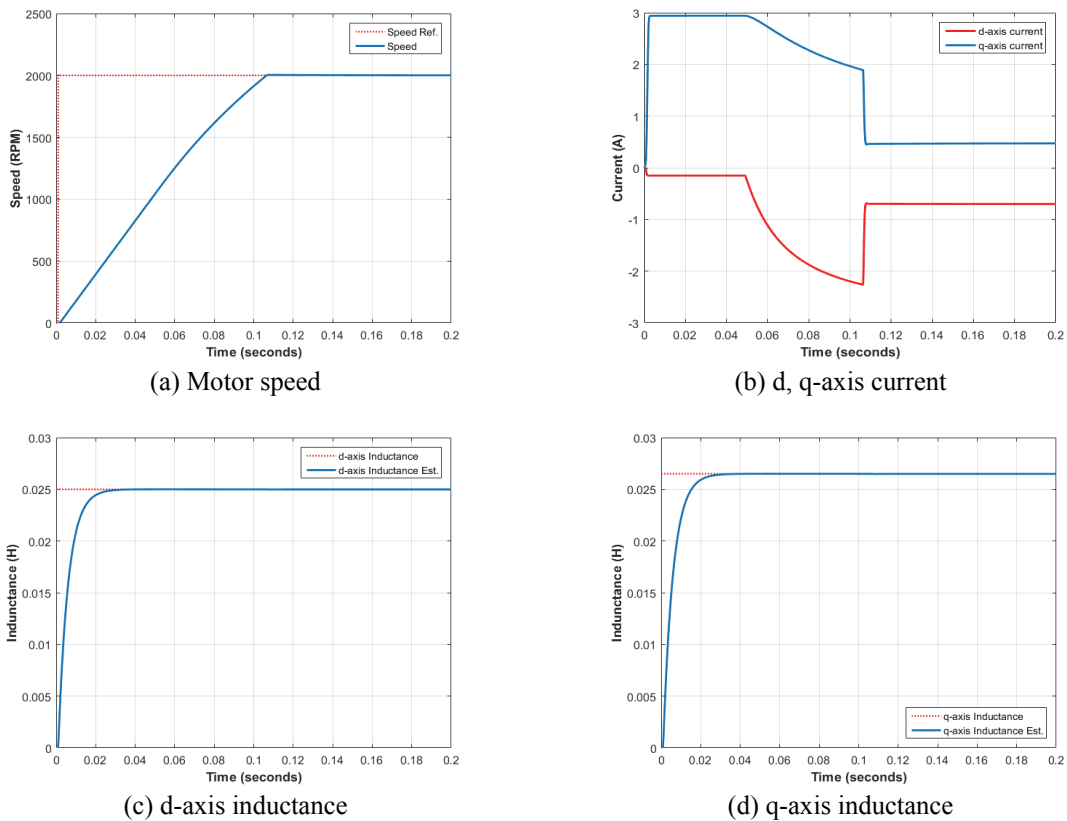 2500
2000
1500
1000
500
0
Speed (RPM)
Speed Ref.
Speed
0 0.02 0.04 0.06 0.08 0.1 0.12 0.14 0.16 0.18 0.2
Time (seconds)
(a) Motor speed
3
2
1
0
-1
-2
-3
Current (A)
d-axis current
q-axis current
0 0.02 0.04 0.06 0.08 0.1 0.12 0.14 0.16 0.18 0.2
Time (seconds)
(b) d, q-axis current
0.03
0.025
0.02
0.015
0.01
0.005
0
Indunctance (H)
d-axis Inductance
d-axis Inductance Est.
0 0.02 0.04 0.06 0.08 0.1 0.12 0.14 0.16 0.18 0.2
Time (seconds)
(c) d-axis inductance
0.03
0.025
0.02
0.015
0.01
0.005
0
Indunctance (H)
q-axis Inductance
q-axis Inductance Est.
0 0.02 0.04 0.06 0.08 0.1 0.12 0.14 0.16 0.18 0.2
Time (seconds)
(d) q-axis inductance